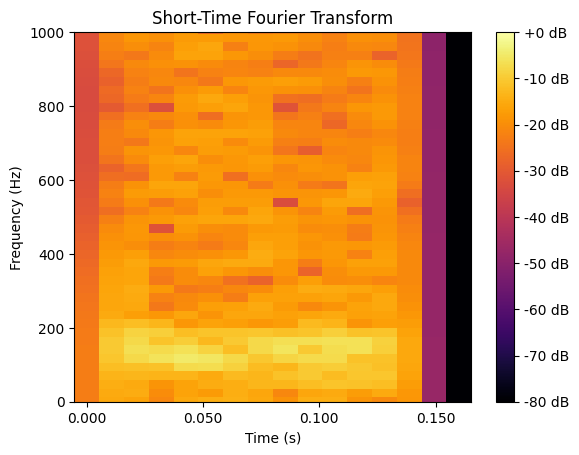 Short-Time Fourier Transform
1000
800
600
400
200
0
Frequency (Hz)
0.000
0.050
0.100
0.150
Time (s)
+0 dB
-10 dB
-20 dB
-30 dB
-40 dB
-50 dB
-60 dB
-70 dB
-80 dB